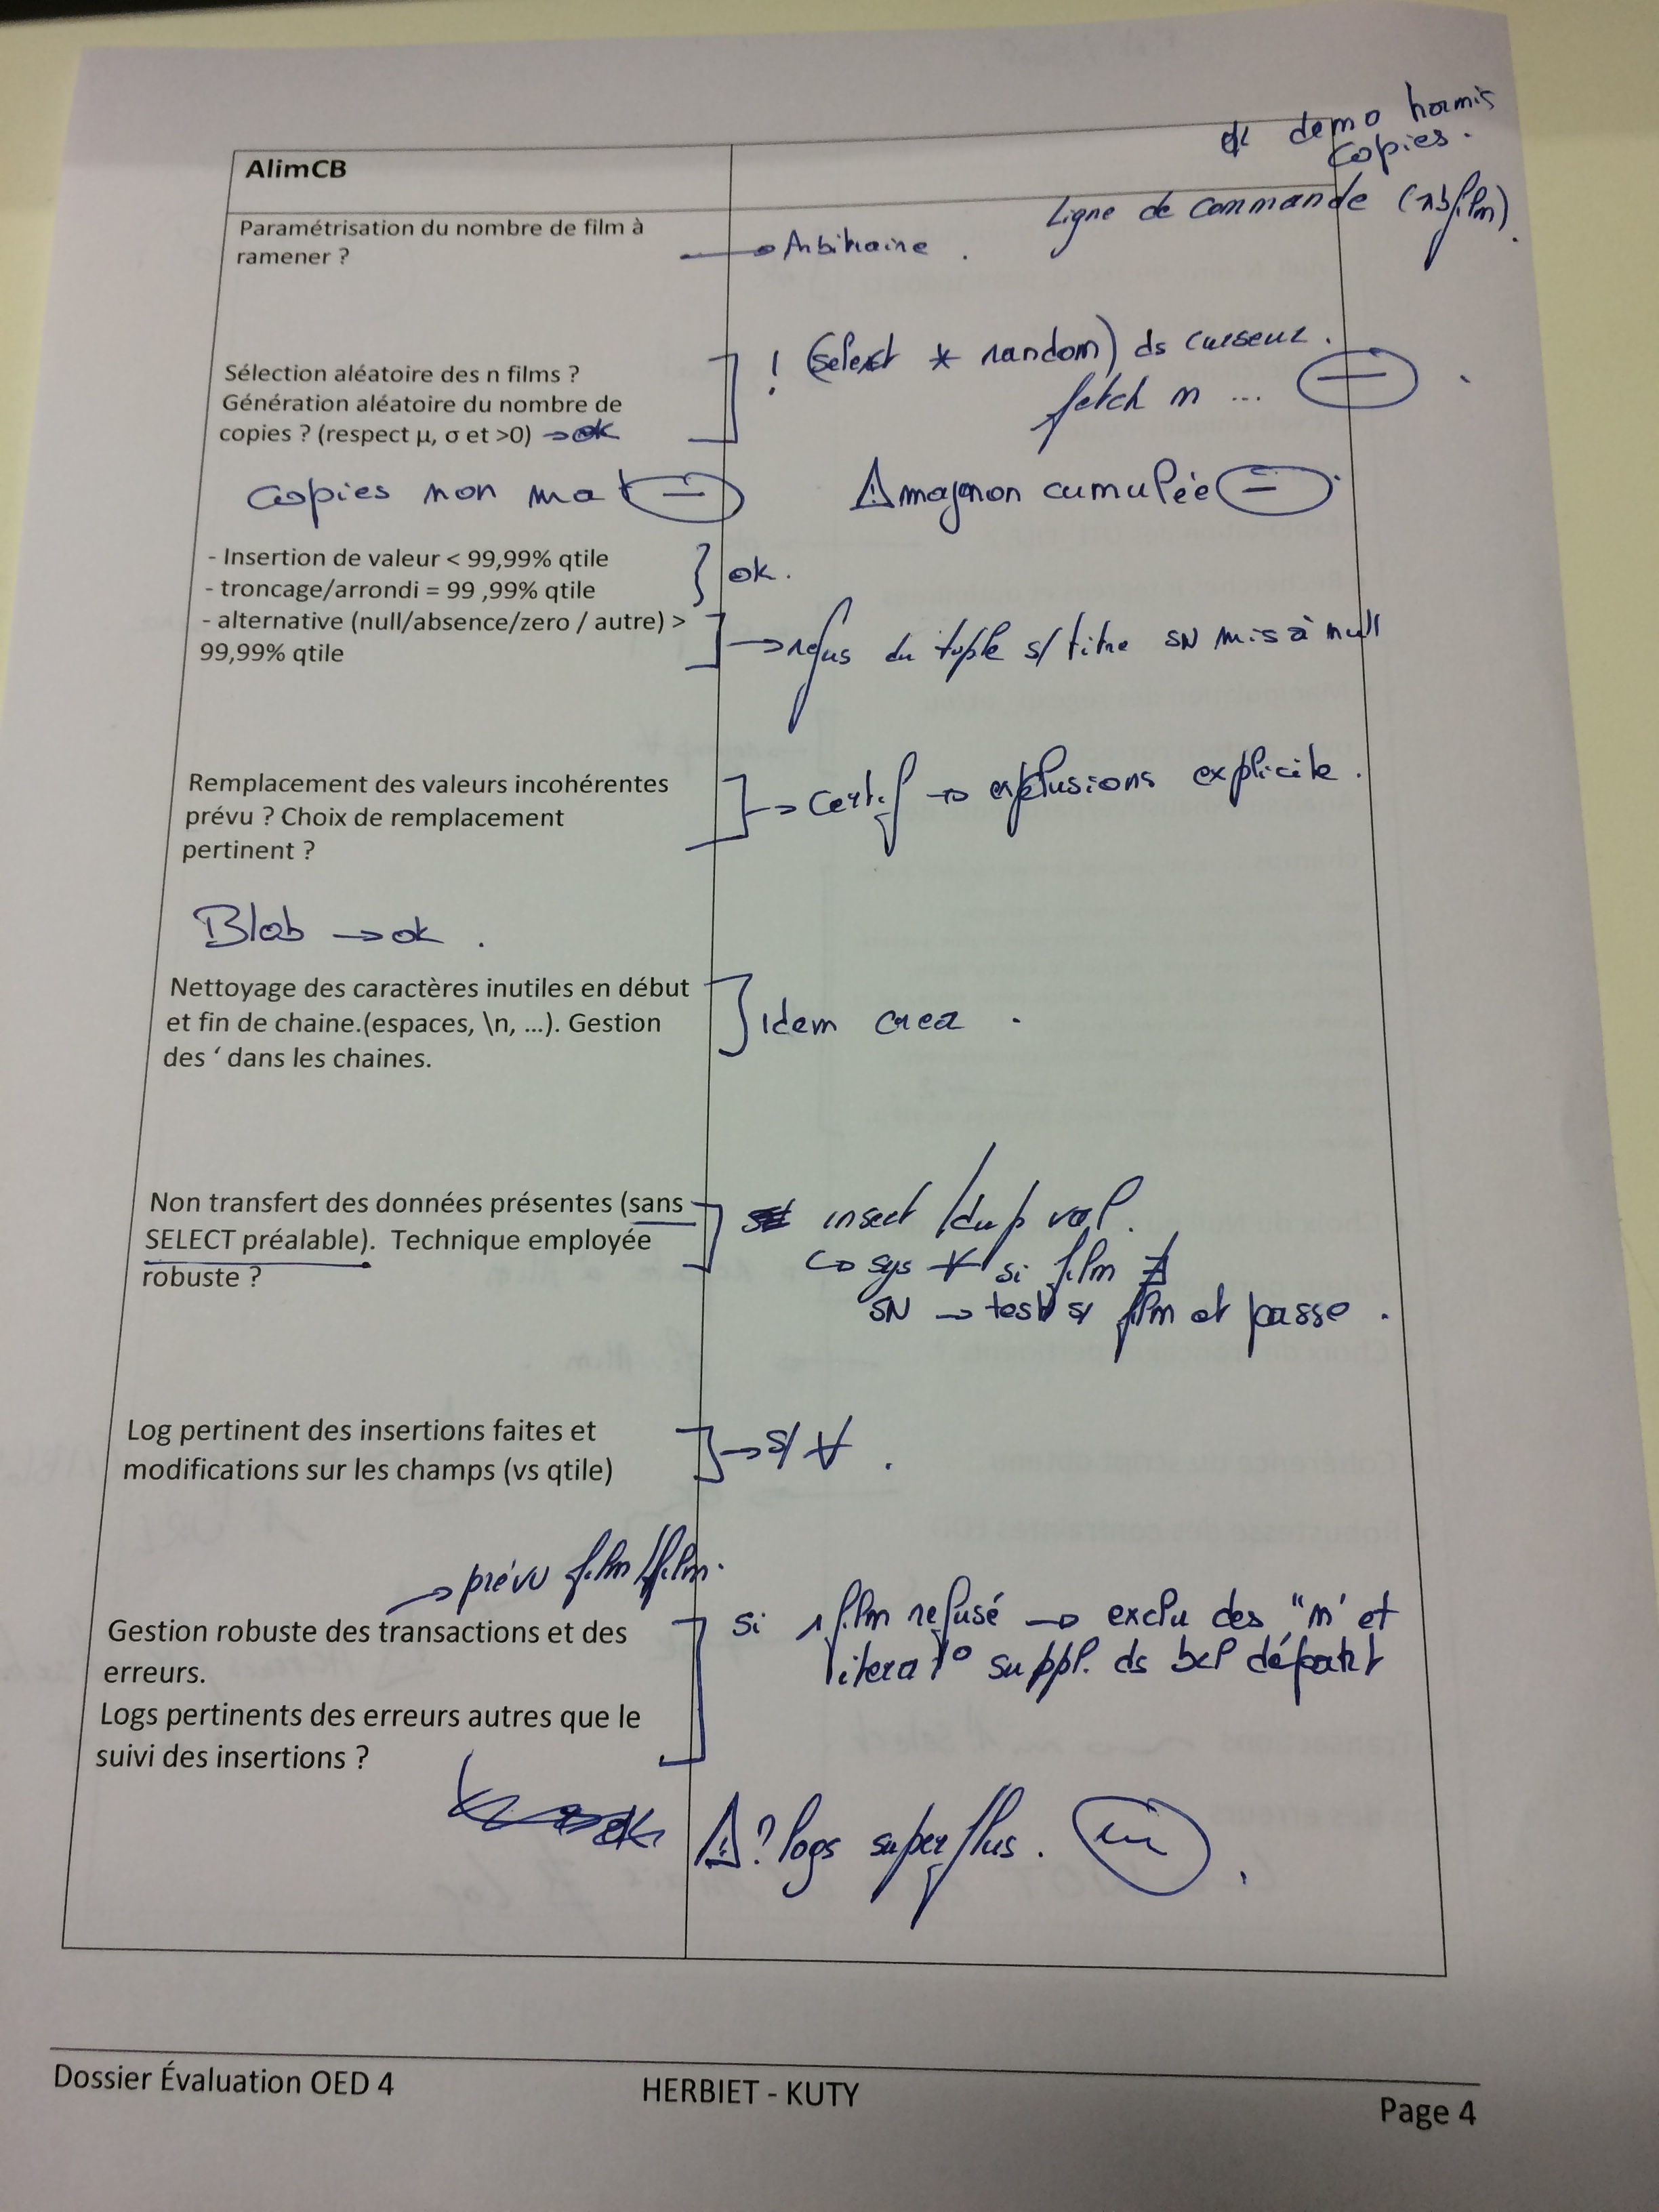 ok demo hormis
copies.
AlimCB
Ligne de commande (nbfilm).
Paramétrisation du nombre de film à
ramener ?
→ Arbitraire.
! (select * random) ds curseur.
fetch n ... –
Sélection aléatoire des n films ?
Génération aléatoire du nombre de
copies ? (respect µ, σ et >0) → ok
copies non maj –
⚠ cumulée –
- Insertion de valeur < 99,99% qtile
- troncage/arrondi = 99 ,99% qtile
ok.
- alternative (null/absence/zero / autre) >
99,99% qtile
→ refus du tuple s/ titre SN mis à null
Remplacement des valeurs incohérentes
prévu ? Choix de remplacement
pertinent ?
→ Certif → explicite.
Blob → ok.
Nettoyage des caractères inutiles en début
et fin de chaine.(espaces, \n, ...). Gestion
des ‘ dans les chaines.
Idem crea.
Non transfert des données présentes (sans
SELECT préalable). Technique employée
robuste ?
insert /dup val.
↳ sys ∀ si film ∄
SN → test s/ film et passe.
Log pertinent des insertions faites et
modifications sur les champs (vs qtile)
→ s/ ∀.
→ prévu film/film.
Gestion robuste des transactions et des
erreurs.
Logs pertinents des erreurs autres que le
suivi des insertions ?
si 1 film refusé → exclu des "n" et
iterat° suppl. ds bcl départ
⚠ ? logs superflus.
Dossier Évaluation OED 4
HERBIET - KUTY
Page 4